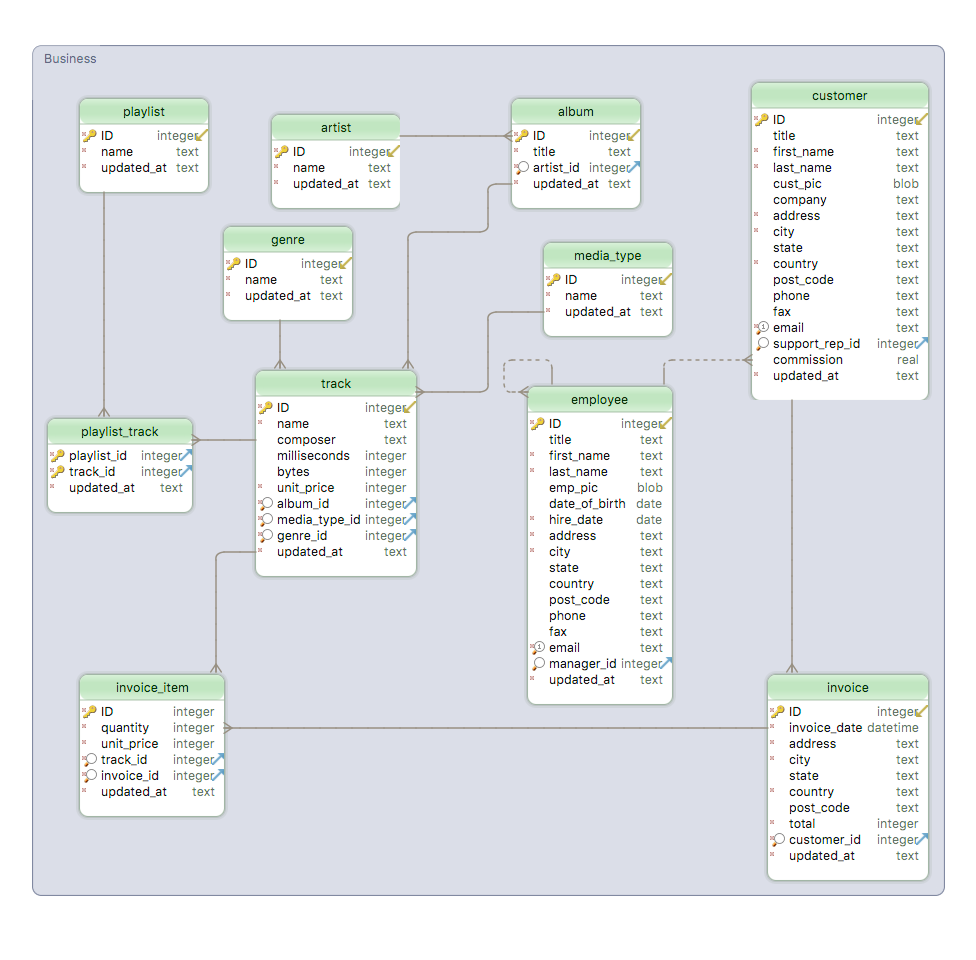 Business
playlist
ID integer
name text
updated_at text
artist
ID integer
name text
updated_at text
album
ID integer
title text
artist_id integer
updated_at text
customer
ID integer
title text
first_name text
last_name text
cust_pic blob
company text
address text
city text
state text
country text
post_code text
phone text
fax text
1 email text
support_rep_id integer
commission real
updated_at text
genre
ID integer
name text
updated_at text
media_type
ID integer
name text
updated_at text
track
ID integer
name text
composer text
milliseconds integer
bytes integer
unit_price integer
album_id integer
media_type_id integer
genre_id integer
updated_at text
employee
ID integer
title text
first_name text
last_name text
emp_pic blob
date_of_birth date
hire_date date
address text
city text
state text
country text
post_code text
phone text
fax text
1 email text
manager_id integer
updated_at text
playlist_track
playlist_id integer
track_id integer
updated_at text
invoice_item
ID integer
quantity integer
unit_price integer
track_id integer
invoice_id integer
updated_at text
invoice
ID integer
invoice_date datetime
address text
city text
state text
country text
post_code text
total integer
customer_id integer
updated_at text